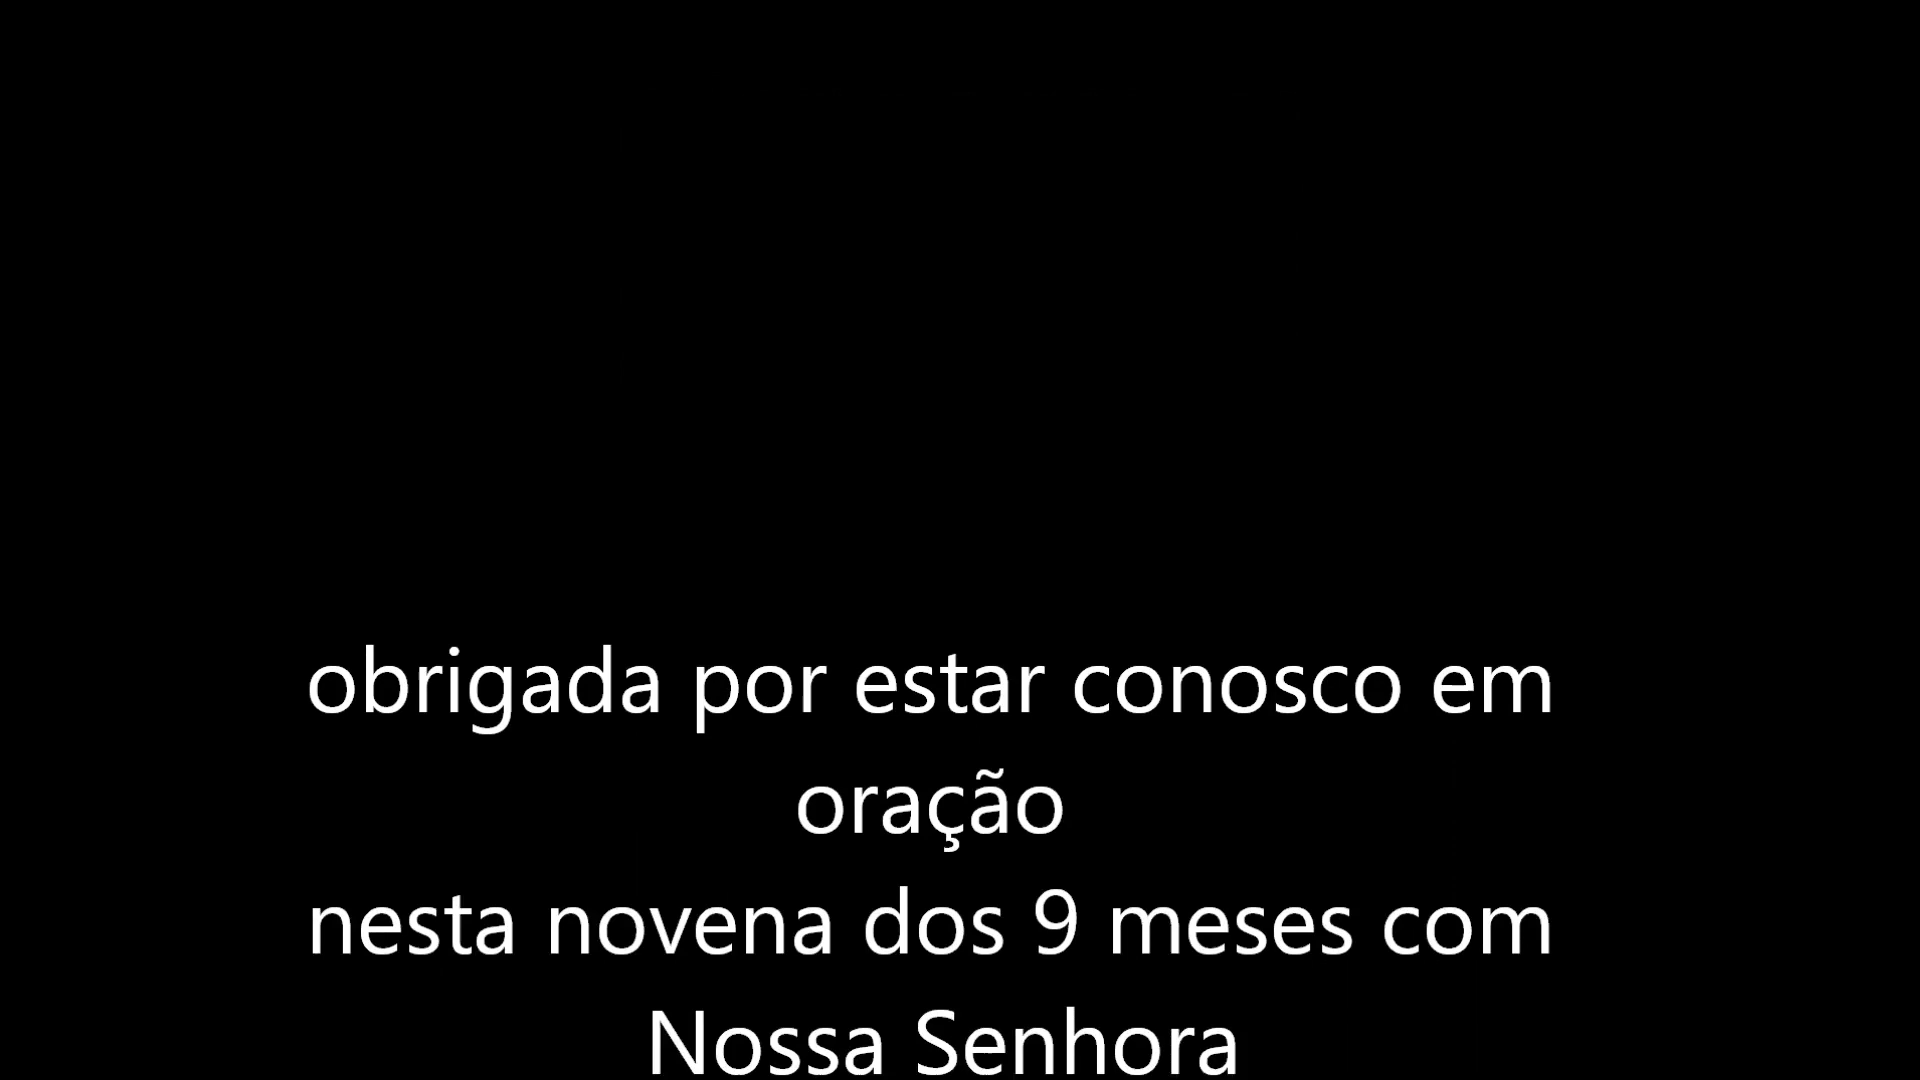 obrigada por estar conosco em
oração
nesta novena dos 9 meses com
Nossa Senhora